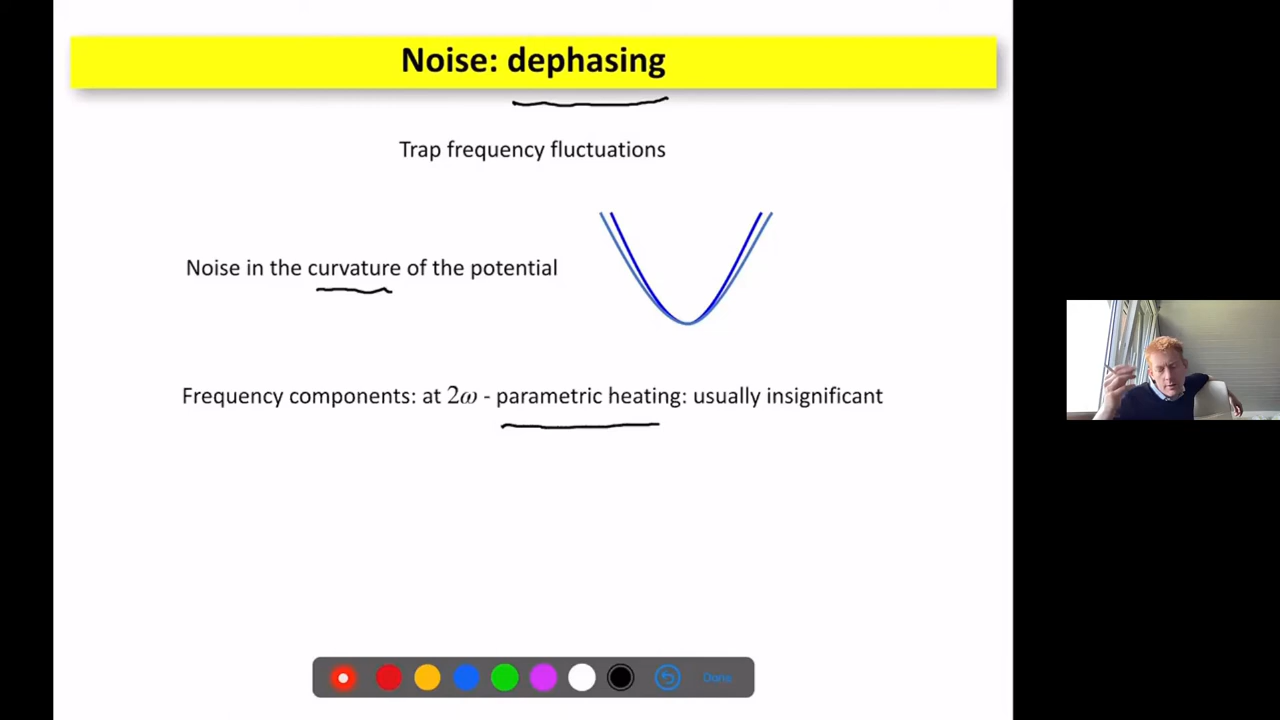 Noise: dephasing
Trap frequency fluctuations
Noise in the curvature of the potential
Frequency components: at 2ω - parametric heating: usually insignificant
Done